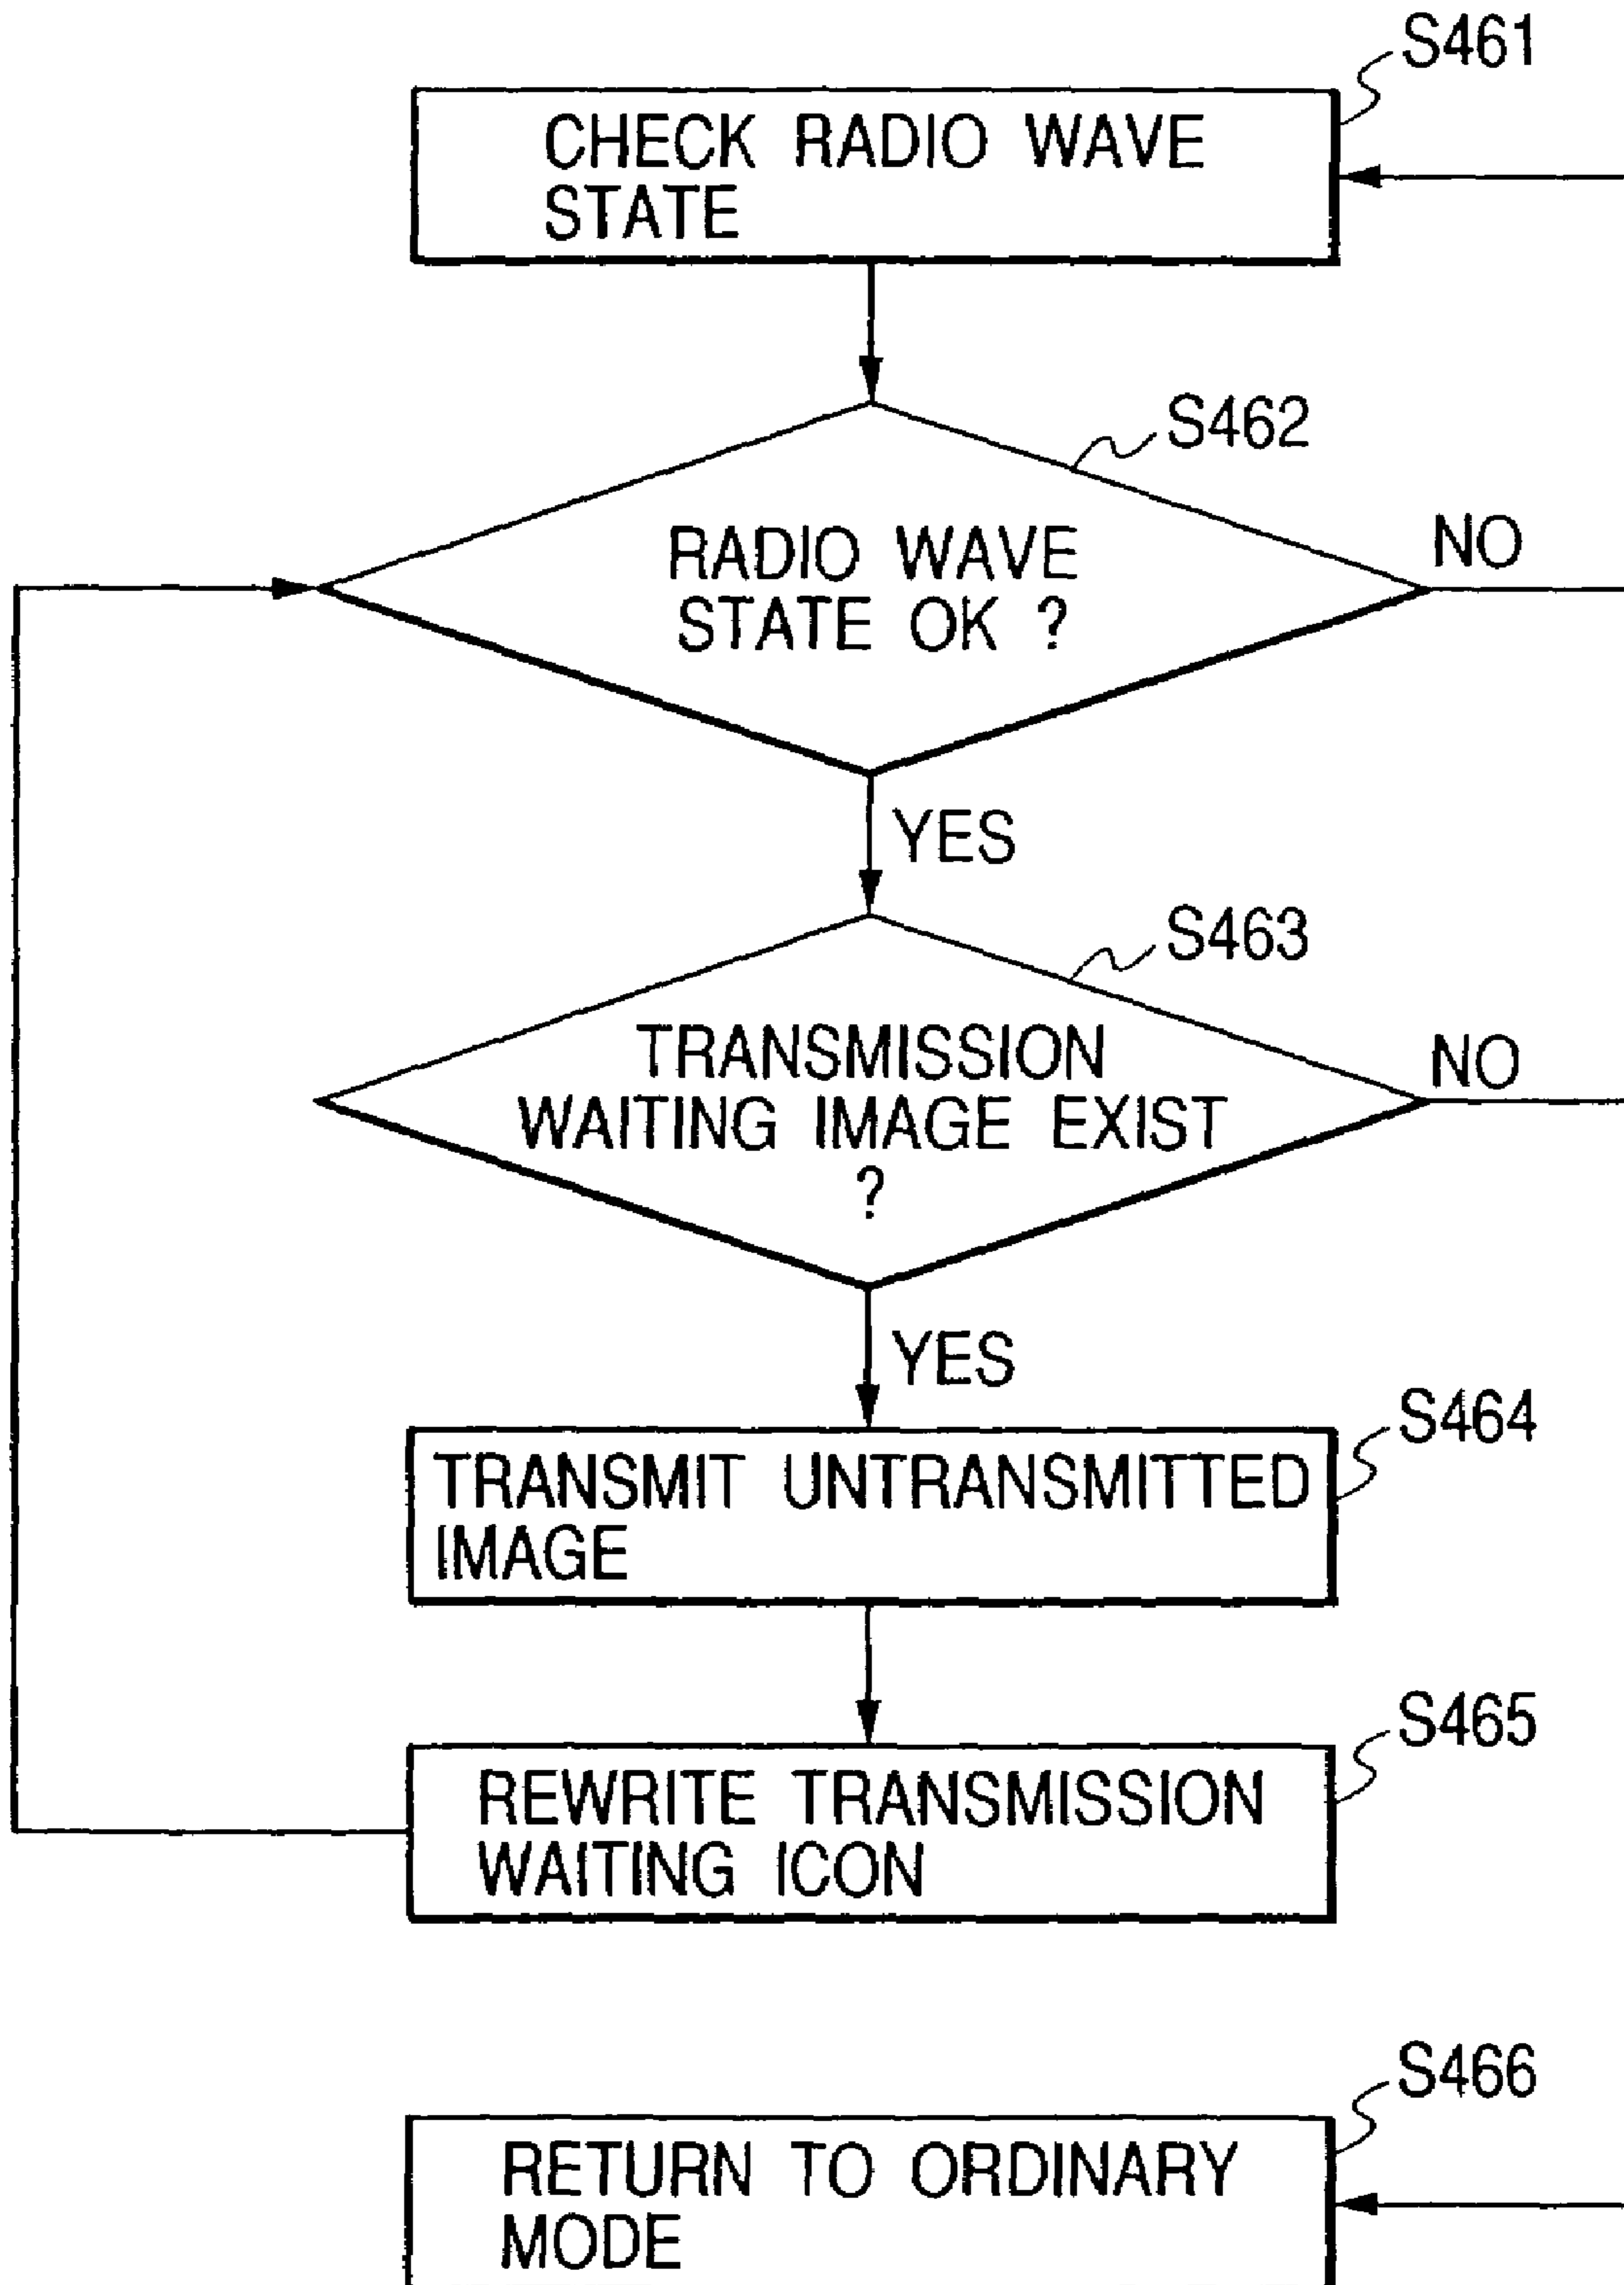 S461
CHECK RADIO WAVE
STATE
S462
RADIO WAVE
STATE OK ?
NO
YES
S463
TRANSMISSION
WAITING IMAGE EXIST
?
NO
YES
S464
TRANSMIT UNTRANSMITTED
IMAGE
S465
REWRITE TRANSMISSION
WAITING ICON
S466
RETURN TO ORDINARY
MODE